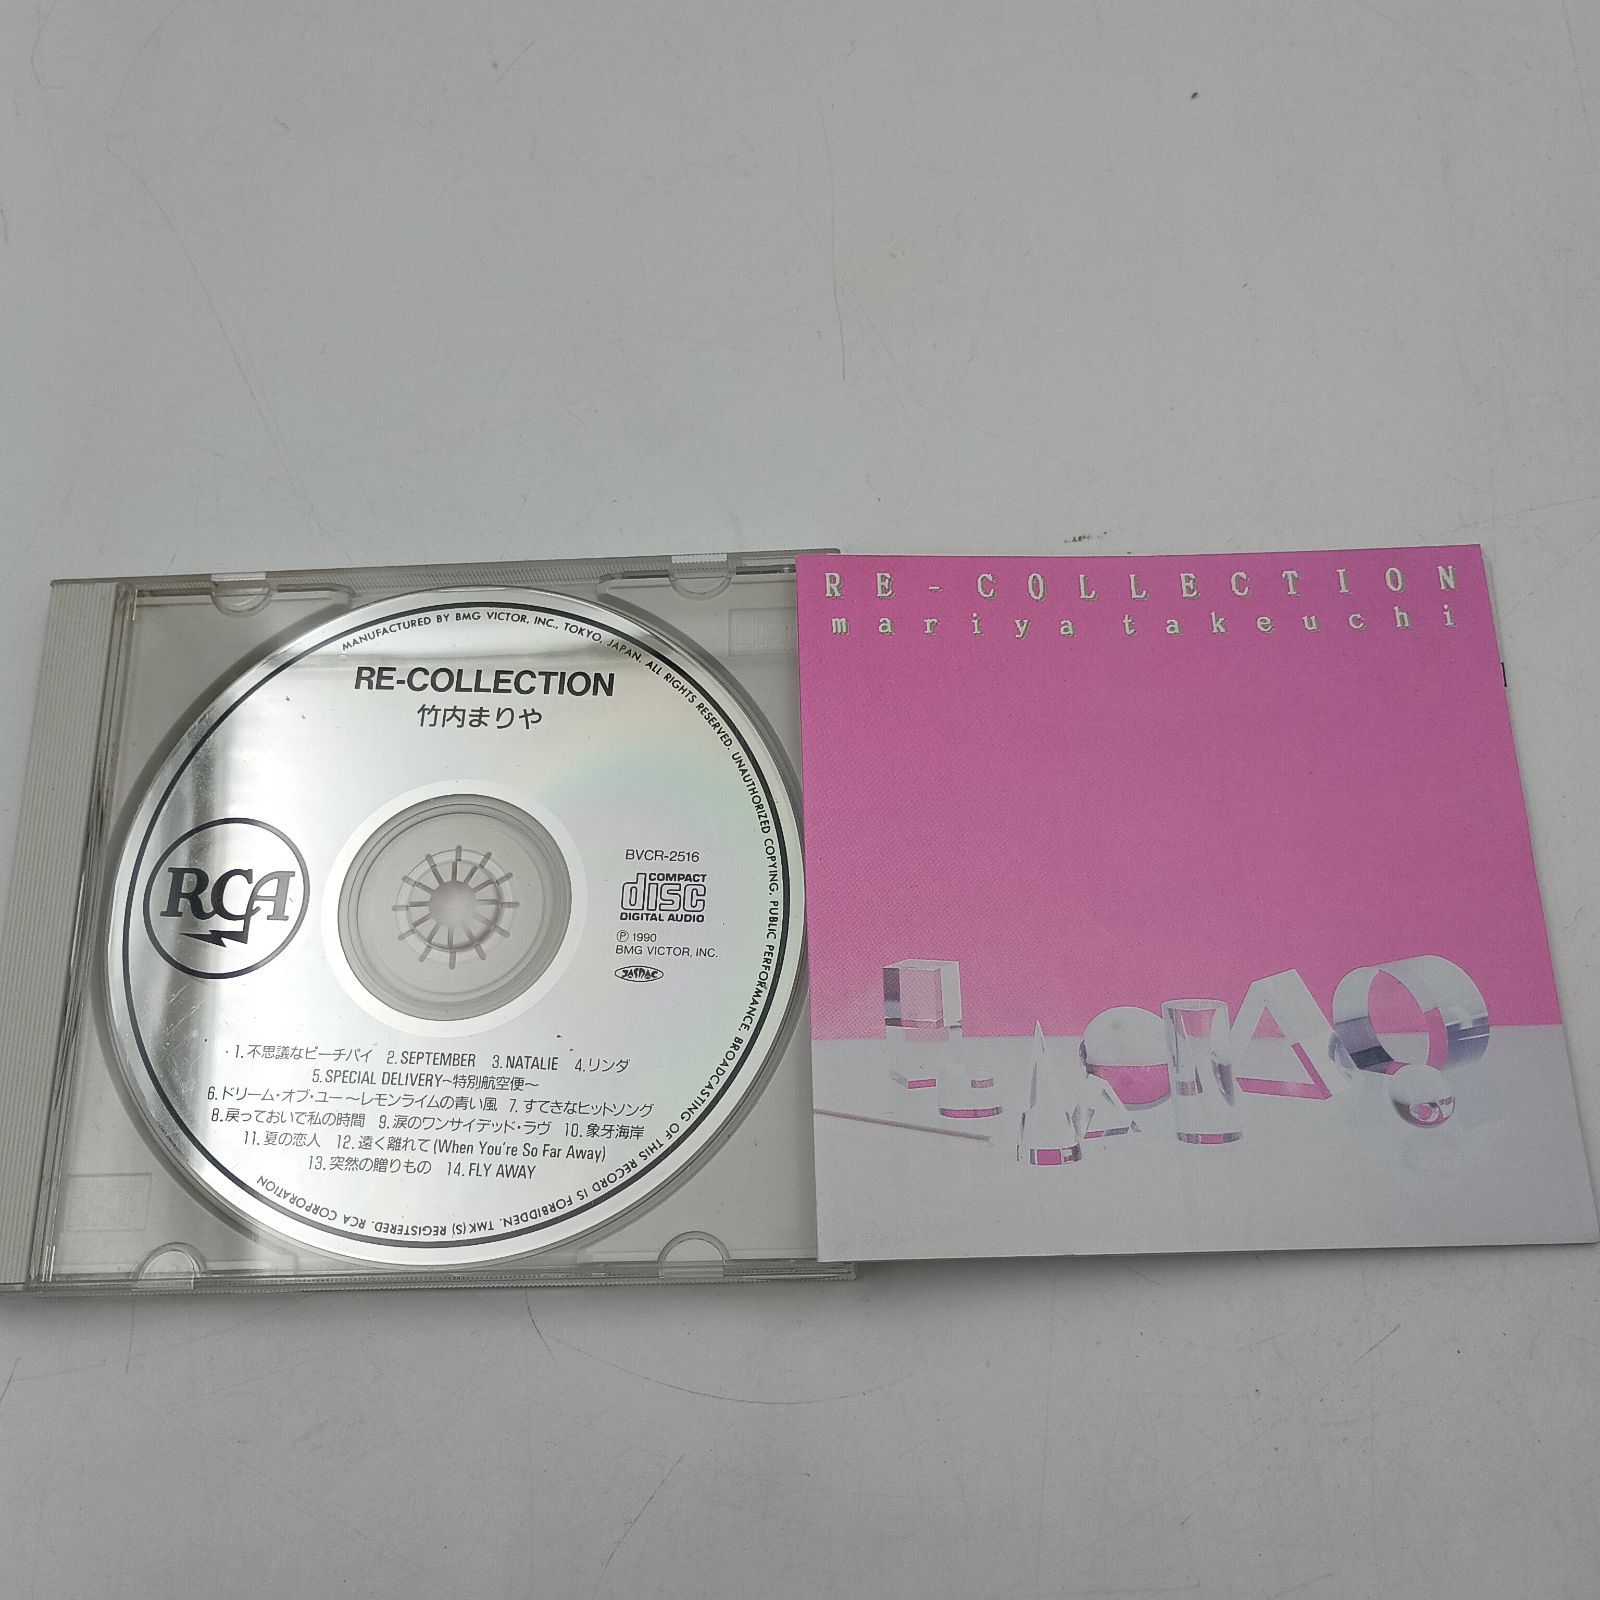 MANUFACTURED BY BMG VICTOR, INC., TOKYO, JAPAN. ALL RIGHTS RESERVED. UNAUTHORIZED COPYING, PUBLIC PERFORMANCE, BROADCASTING OF THIS RECORD IS FORBIDDEN. TMK(S) REGISTERED. RCA CORPORATION
RE-COLLECTION
竹内まりや
RCA
BVCR-2516
COMPACT
disc
DIGITAL AUDIO
Ⓟ 1990
BMG VICTOR, INC.
JASRAC
1.不思議なピーチパイ 2.SEPTEMBER 3.NATALIE 4.リンダ
5.SPECIAL DELIVERY~特別航空便~
6.ドリーム・オブ・ユー~レモンライムの青い風 7.すてきなヒットソング
8.戻っておいで私の時間 9.涙のワンサイデッド・ラヴ 10.象牙海岸
11.夏の恋人 12.遠く離れて(When You're So Far Away)
13.突然の贈りもの 14.FLY AWAY
RE-COLLECTION
mariya takeuchi